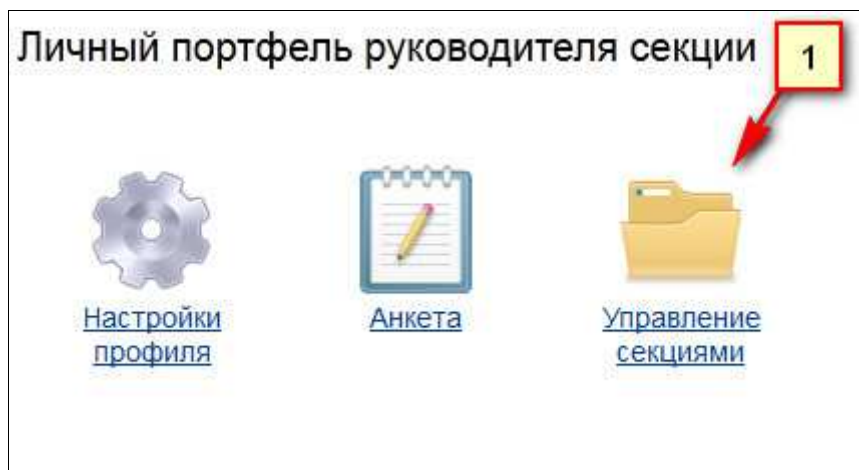 Личный портфель руководителя секции
1
Настройки
профиля
Анкета
Управление
секциями